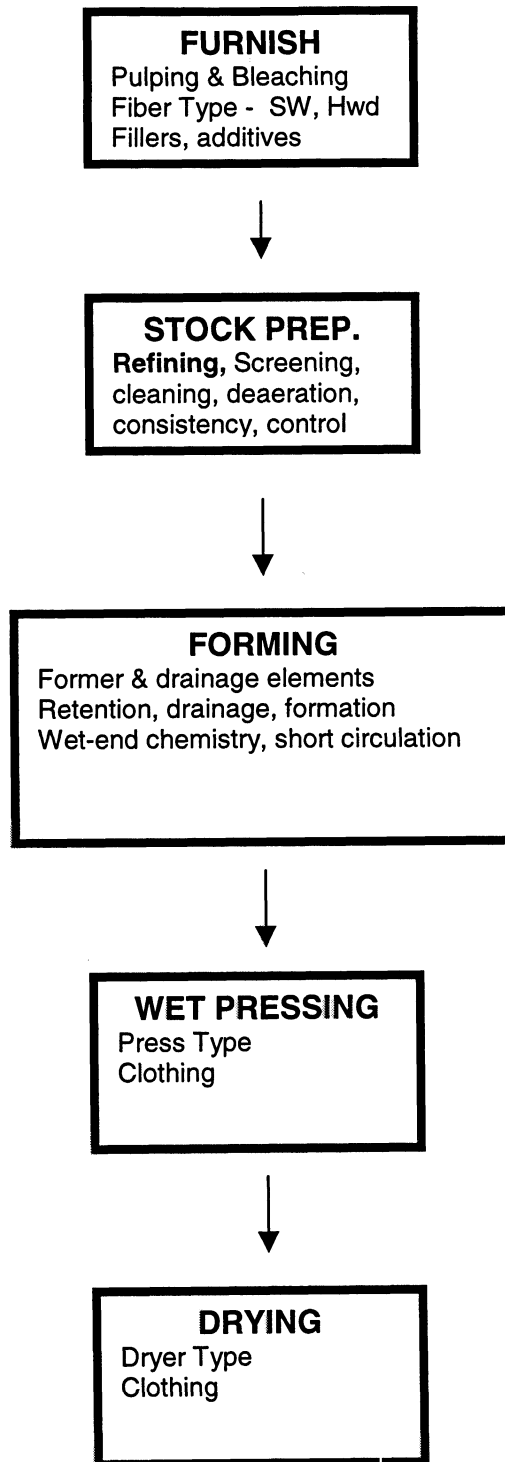 FURNISH
Pulping & Bleaching
Fiber Type - SW, Hwd
Fillers, additives
STOCK PREP.
Refining, Screening,
cleaning, deaeration,
consistency, control
FORMING
Former & drainage elements
Retention, drainage, formation
Wet-end chemistry, short circulation
WET PRESSING
Press Type
Clothing
DRYING
Dryer Type
Clothing